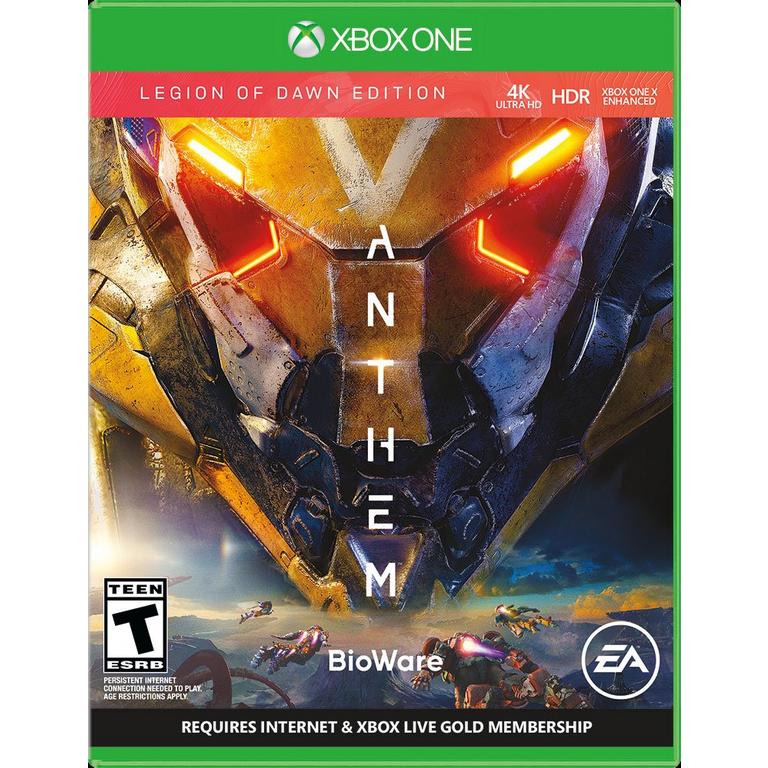 XBOX ONE
LEGION OF DAWN EDITION
4K
ULTRA HD
HDR
XBOX ONE X
ENHANCED
ANTHEM
TEEN
T
ESRB
PERSISTENT INTERNET
CONNECTION NEEDED TO PLAY.
AGE RESTRICTIONS APPLY.
BioWare
EA
REQUIRES INTERNET & XBOX LIVE GOLD MEMBERSHIP